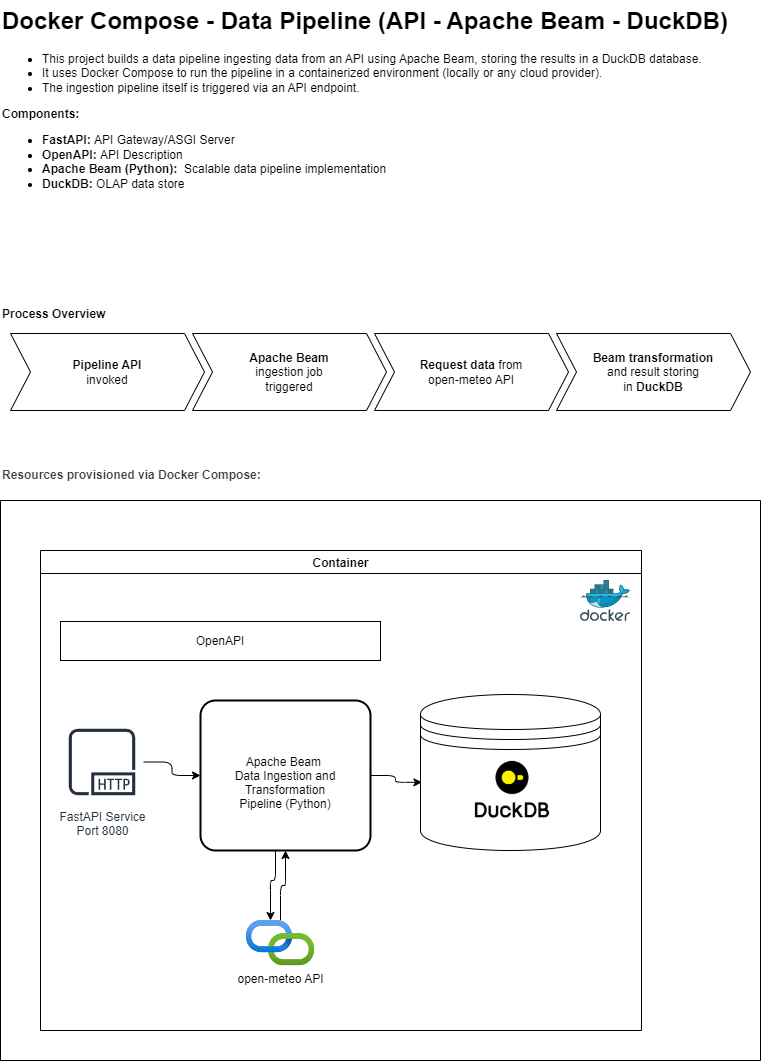 Docker Compose - Data Pipeline (API - Apache Beam - DuckDB)
This project builds a data pipeline ingesting data from an API using Apache Beam, storing the results in a DuckDB database.
It uses Docker Compose to run the pipeline in a containerized environment (locally or any cloud provider).
The ingestion pipeline itself is triggered via an API endpoint.
Components:
FastAPI: API Gateway/ASGI Server
OpenAPI: API Description
Apache Beam (Python): Scalable data pipeline implementation
DuckDB: OLAP data store
Process Overview
Pipeline API
invoked
Apache Beam
ingestion job
triggered
Request data from
open-meteo API
Beam transformation
and result storing
in DuckDB
Resources provisioned via Docker Compose:
Container
docker
OpenAPI
HTTP
FastAPI Service
Port 8080
Apache Beam
Data Ingestion and
Transformation
Pipeline (Python)
DuckDB
open-meteo API